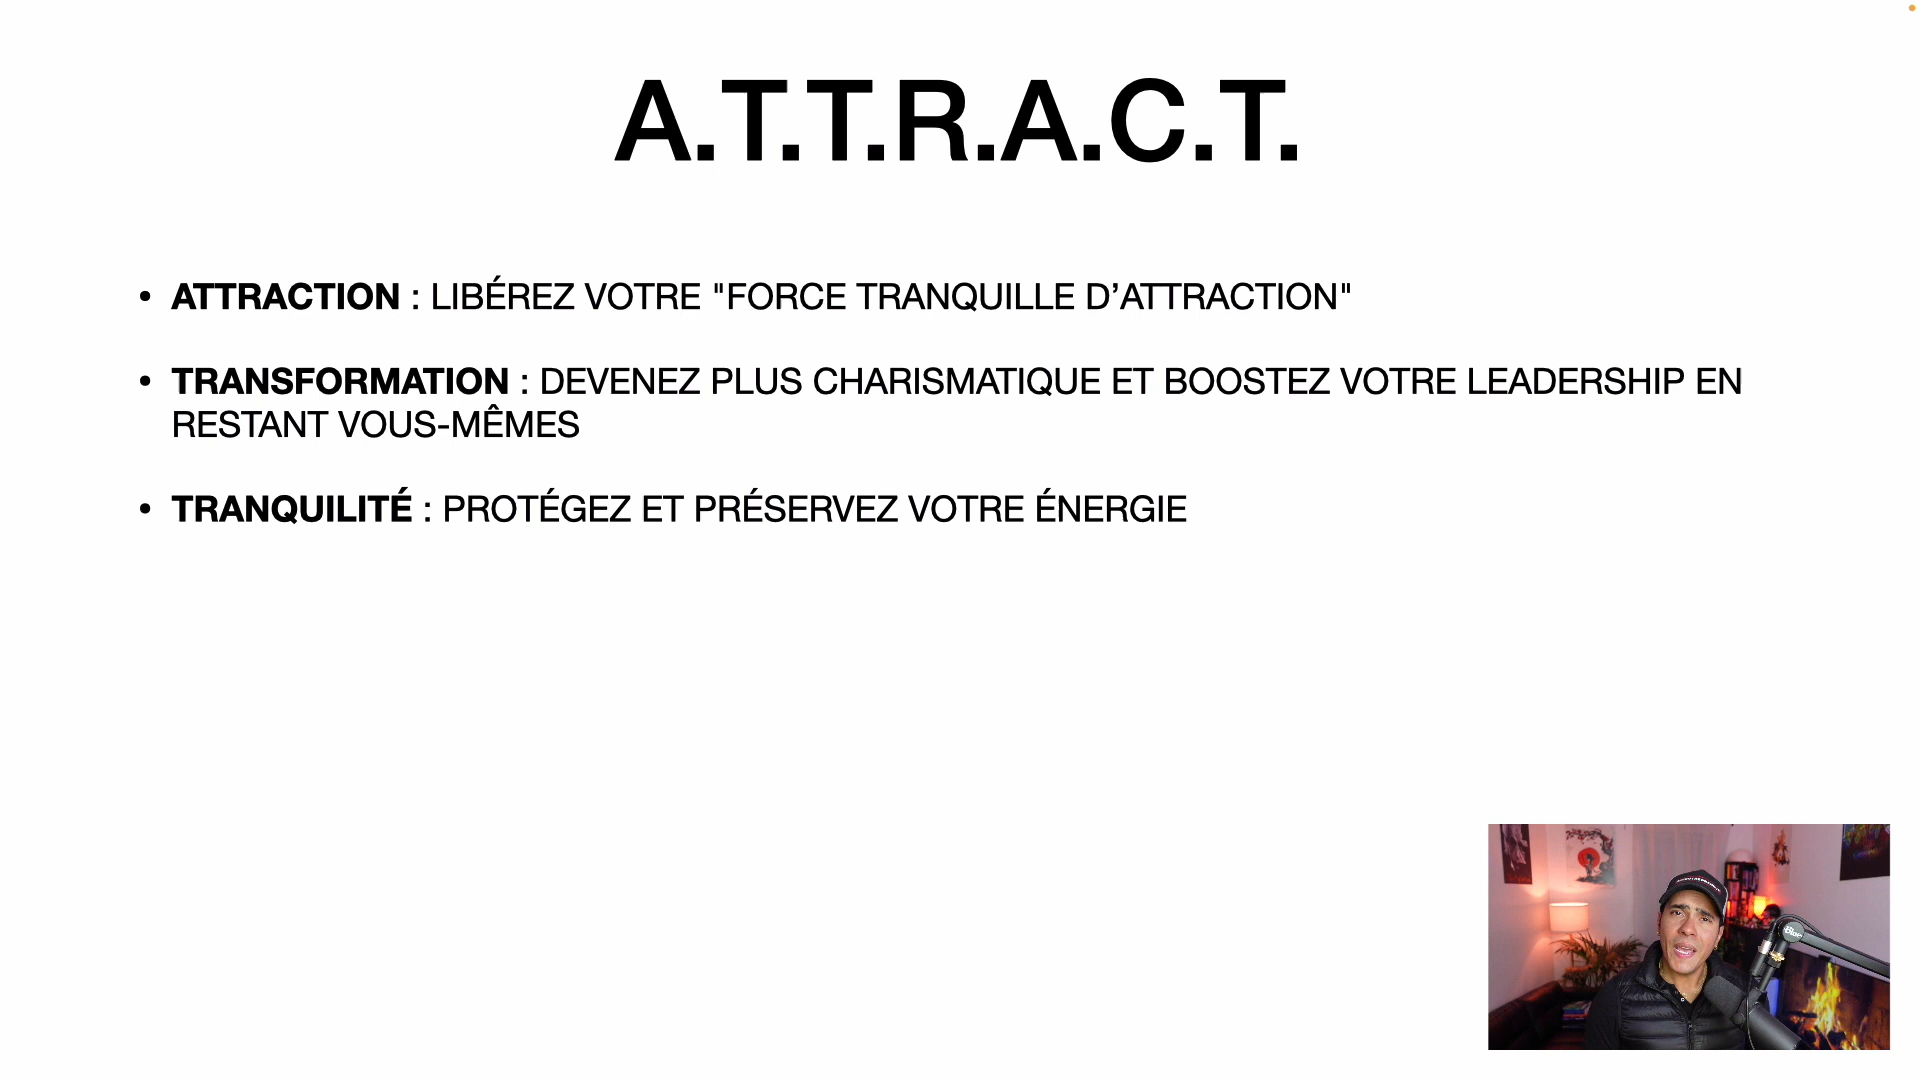 A.T.T.R.A.C.T.
• ATTRACTION : LIBÉREZ VOTRE "FORCE TRANQUILLE D’ATTRACTION"
• TRANSFORMATION : DEVENEZ PLUS CHARISMATIQUE ET BOOSTEZ VOTRE LEADERSHIP EN
RESTANT VOUS-MÊMES
• TRANQUILITÉ : PROTÉGEZ ET PRÉSERVEZ VOTRE ÉNERGIE